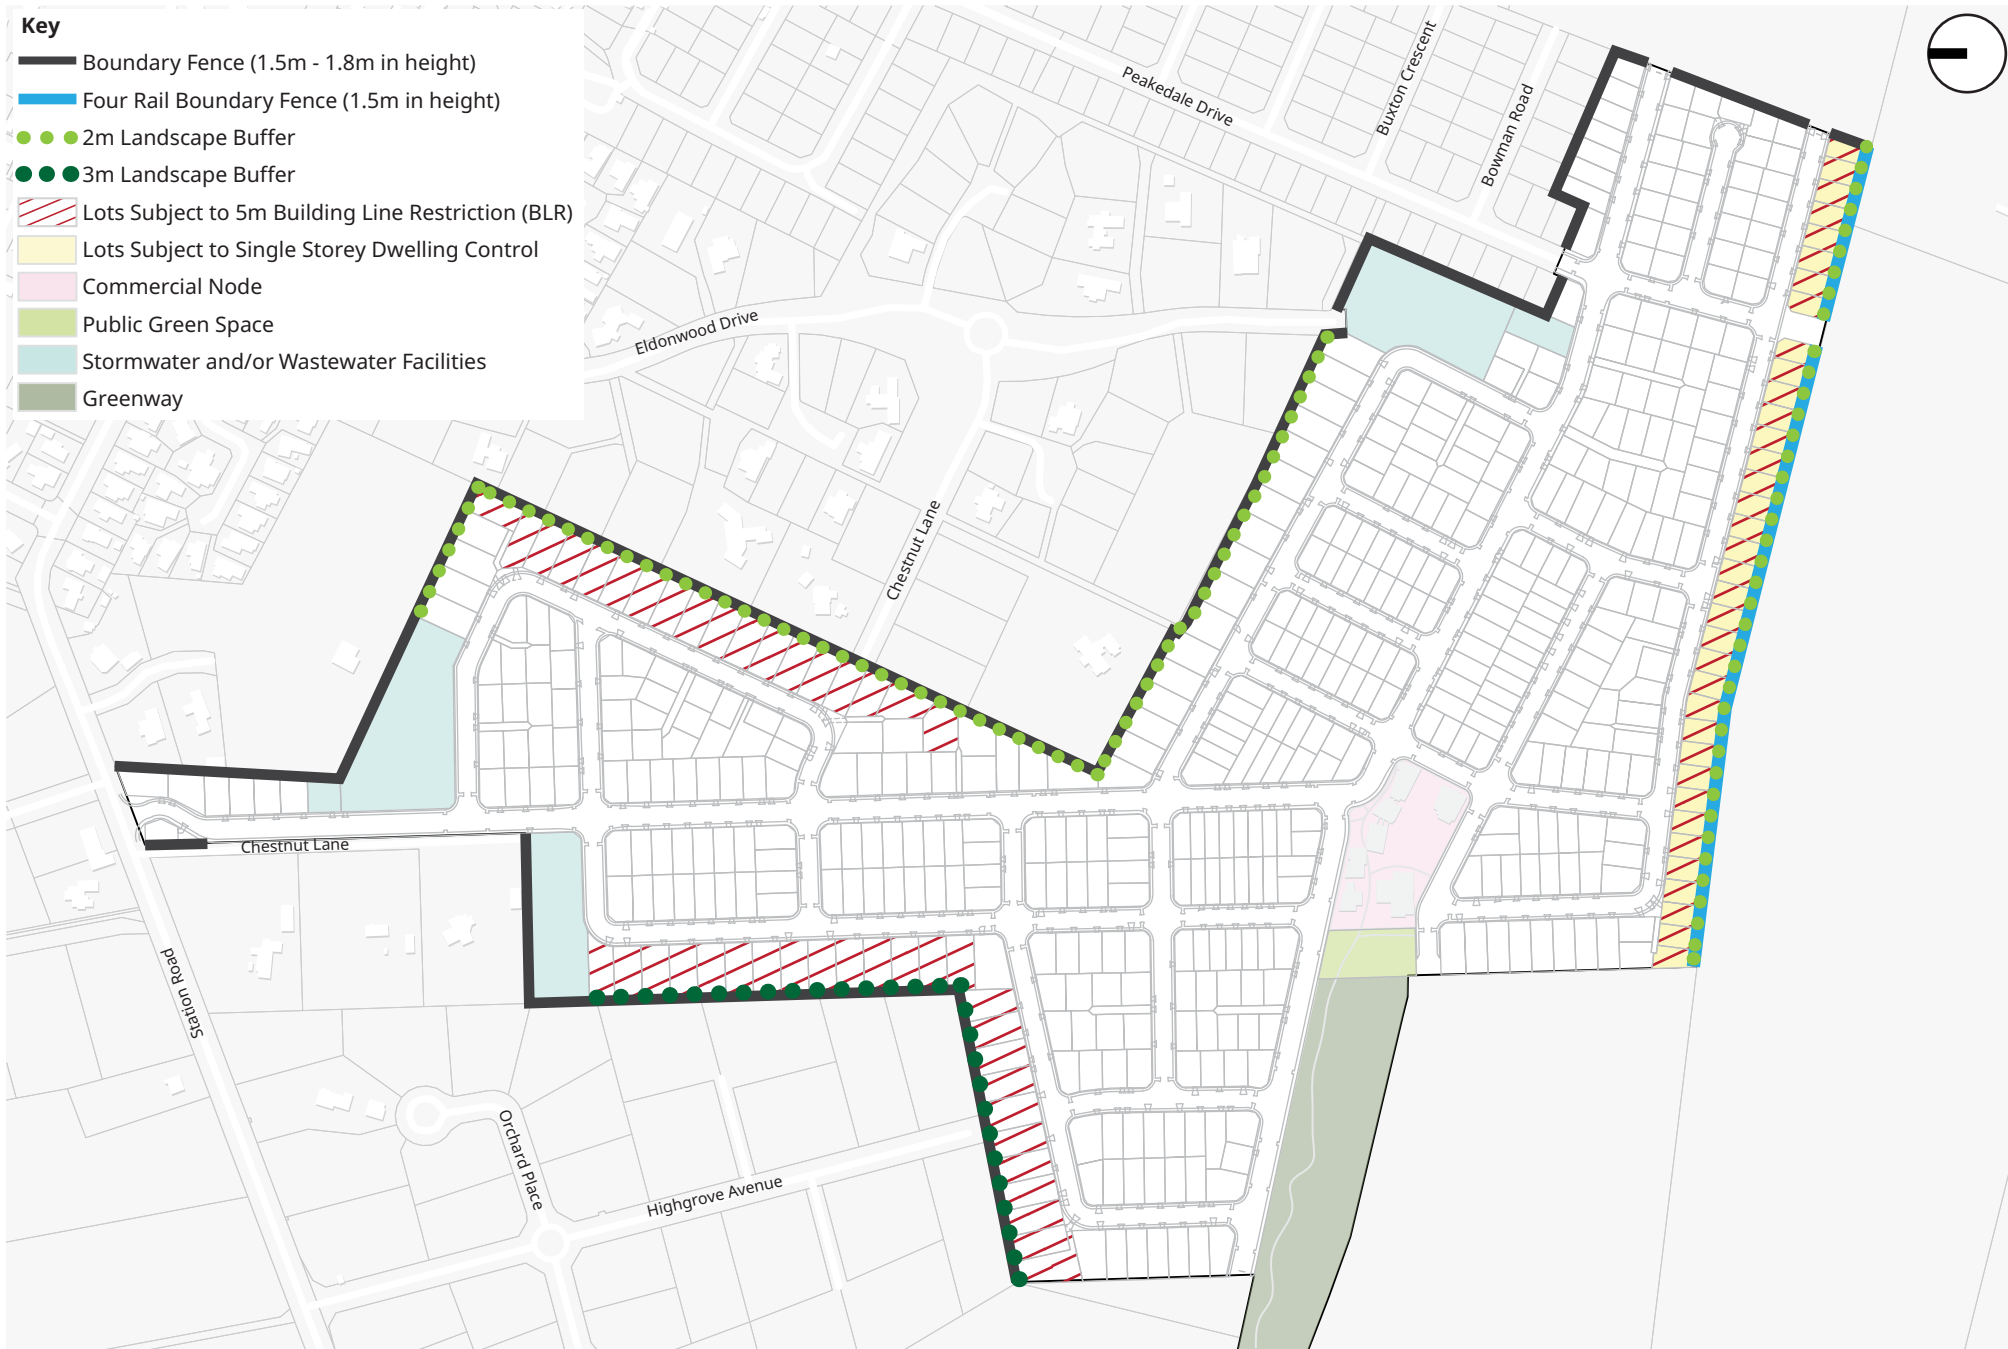 Key
Boundary Fence (1.5m - 1.8m in height)
Four Rail Boundary Fence (1.5m in height)
2m Landscape Buffer
3m Landscape Buffer
Lots Subject to 5m Building Line Restriction (BLR)
Lots Subject to Single Storey Dwelling Control
Commercial Node
Public Green Space
Stormwater and/or Wastewater Facilities
Greenway
Peakedale Drive
Buxton Crescent
Bowman Road
Eldonwood Drive
Chestnut Lane
Chestnut Lane
Station Road
Orchard Place
Highgrove Avenue